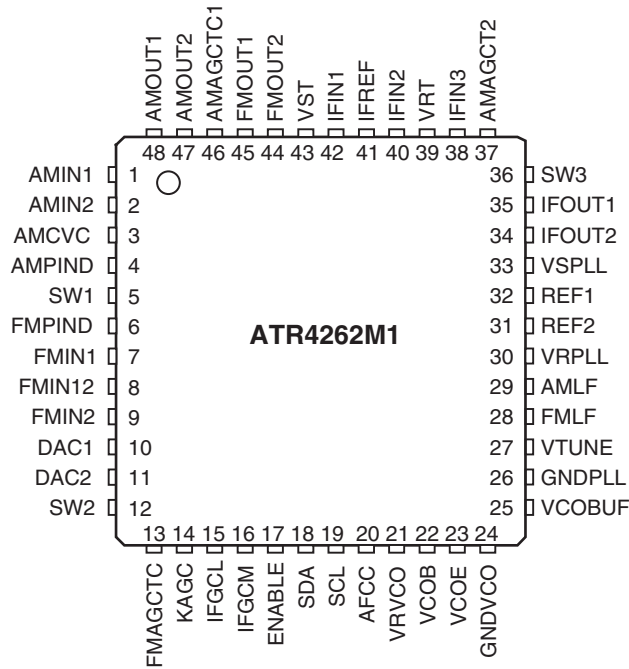 AMOUT1
AMOUT2
AMAGCTC1
FMOUT1
FMOUT2
VST
IFIN1
IFREF
IFIN2
VRT
IFIN3
AMAGCT2
48 47 46 45 44 43 42 41 40 39 38 37
AMIN1 1
AMIN2 2
AMCVC 3
AMPIND 4
SW1 5
FMPIND 6
FMIN1 7
FMIN12 8
FMIN2 9
DAC1 10
DAC2 11
SW2 12
ATR4262M1
36 SW3
35 IFOUT1
34 IFOUT2
33 VSPLL
32 REF1
31 REF2
30 VRPLL
29 AMLF
28 FMLF
27 VTUNE
26 GNDPLL
25 VCOBUF
13 14 15 16 17 18 19 20 21 22 23 24
FMAGCTC
KAGC
IFGCL
IFGCM
ENABLE
SDA
SCL
AFCC
VRVCO
VCOB
VCOE
GNDVCO